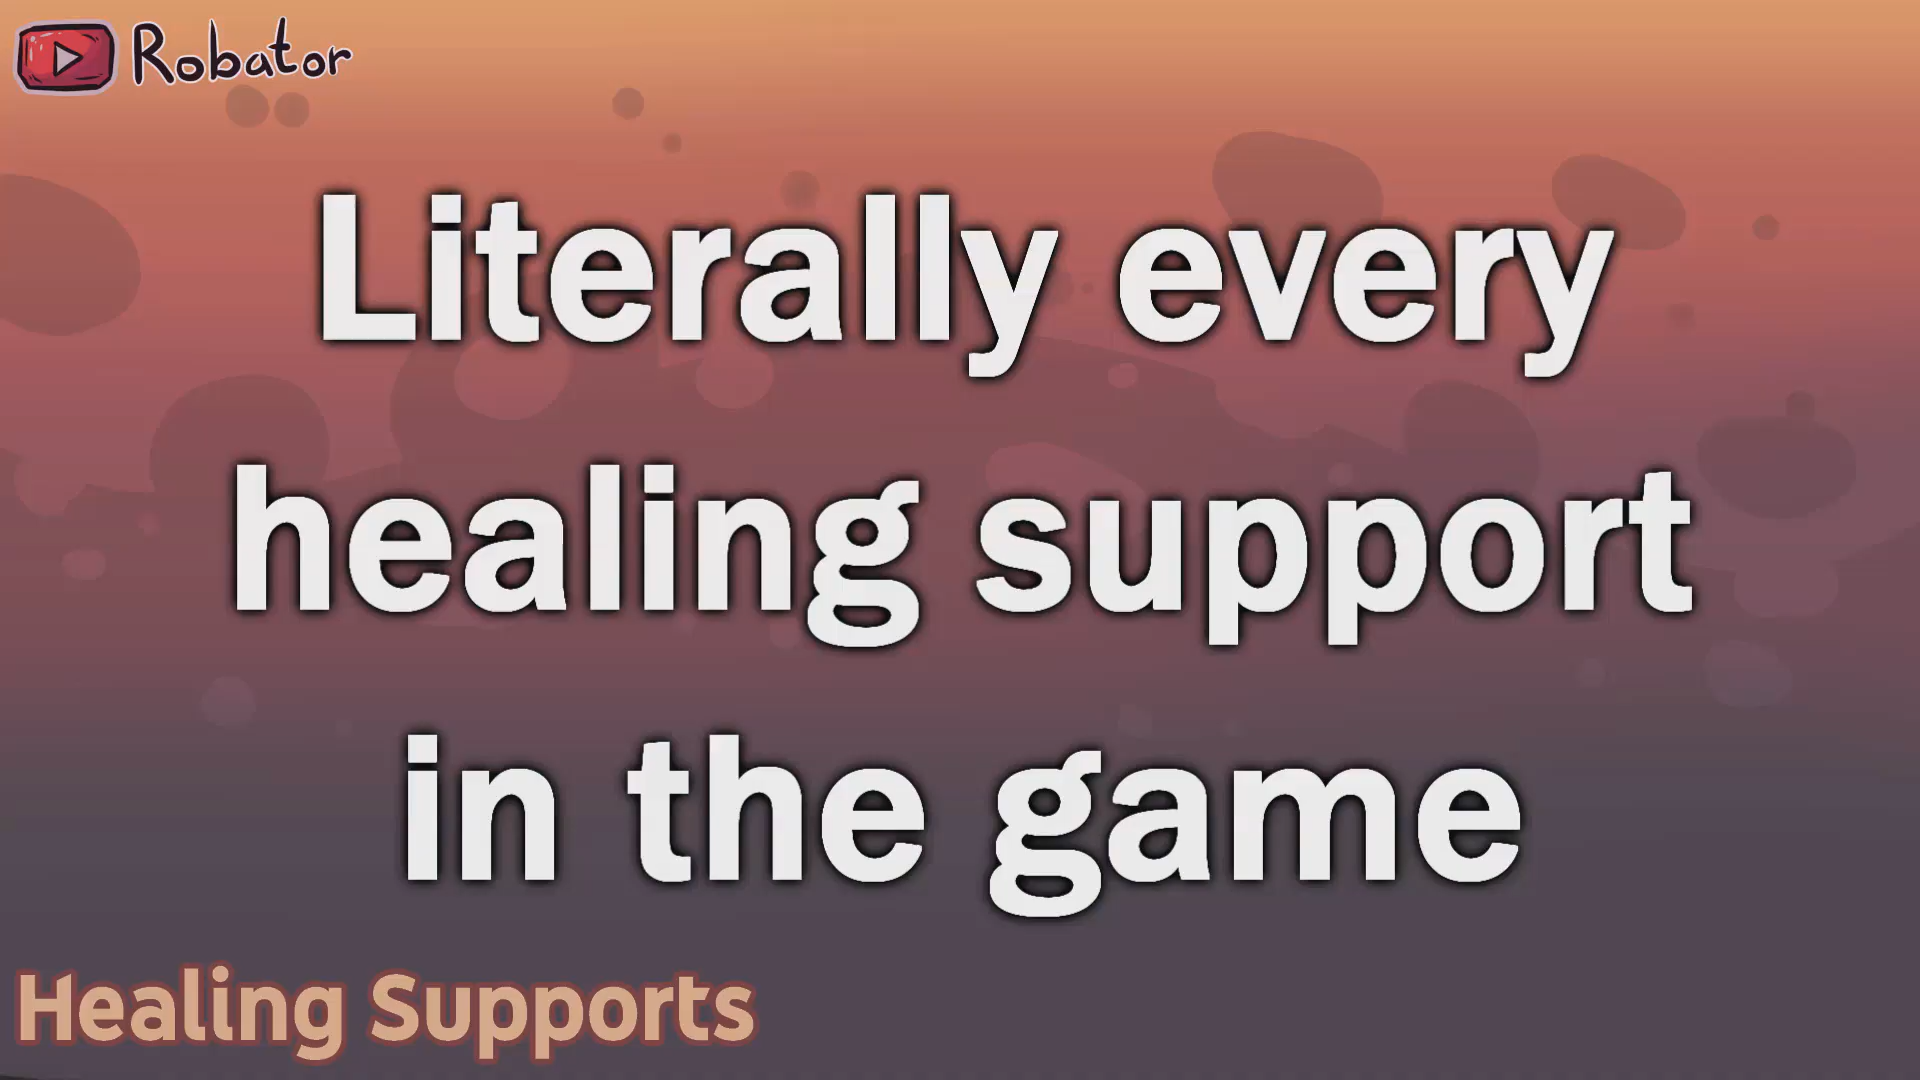 Robator
Literally every
healing support
in the game
Healing Supports